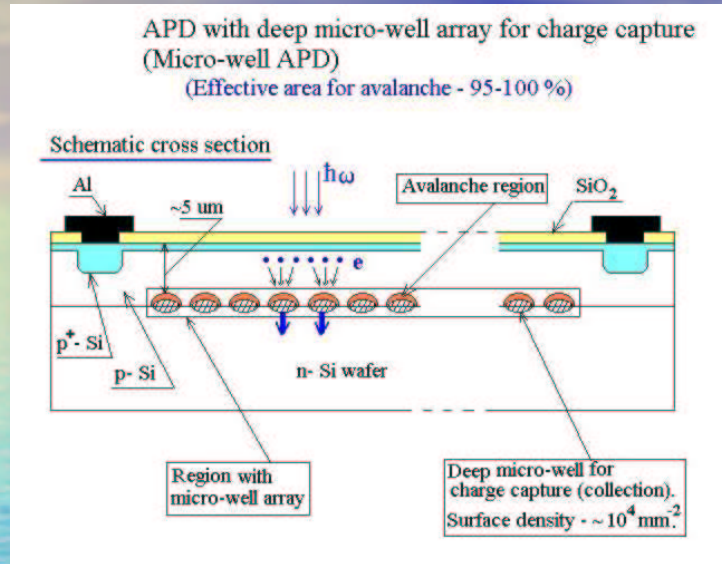 APD with deep micro-well array for charge capture
(Micro-well APD)
(Effective area for avalanche - 95-100 %)
Schematic cross section
ħω
Al
~5 um
Avalanche region
SiO₂
e
p⁺- Si
p- Si
n- Si wafer
Region with
micro-well array
Deep micro-well for
charge capture (collection).
Surface density - ~ 10⁴ mm⁻².